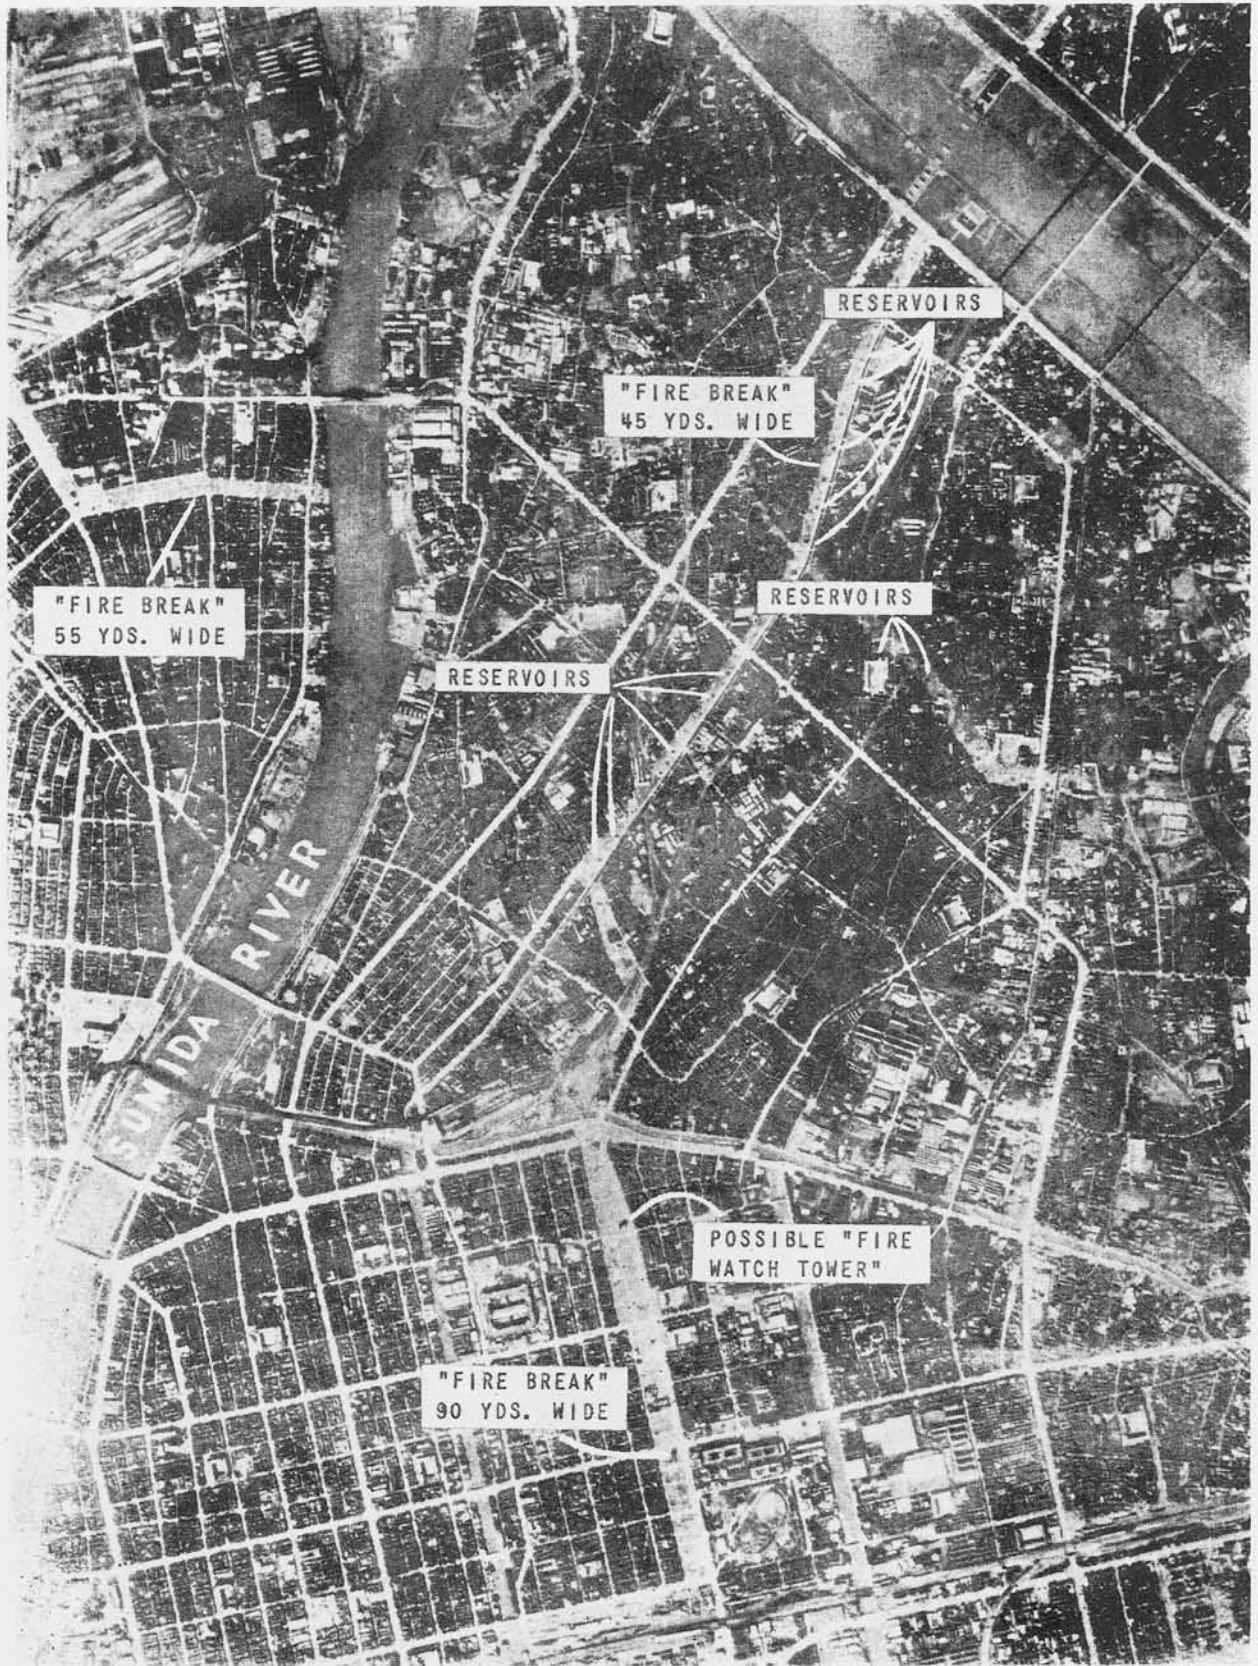 RESERVOIRS
"FIRE BREAK"
45 YDS. WIDE
"FIRE BREAK"
55 YDS. WIDE
RESERVOIRS
RESERVOIRS
SUMIDA RIVER
POSSIBLE "FIRE
WATCH TOWER"
"FIRE BREAK"
90 YDS. WIDE